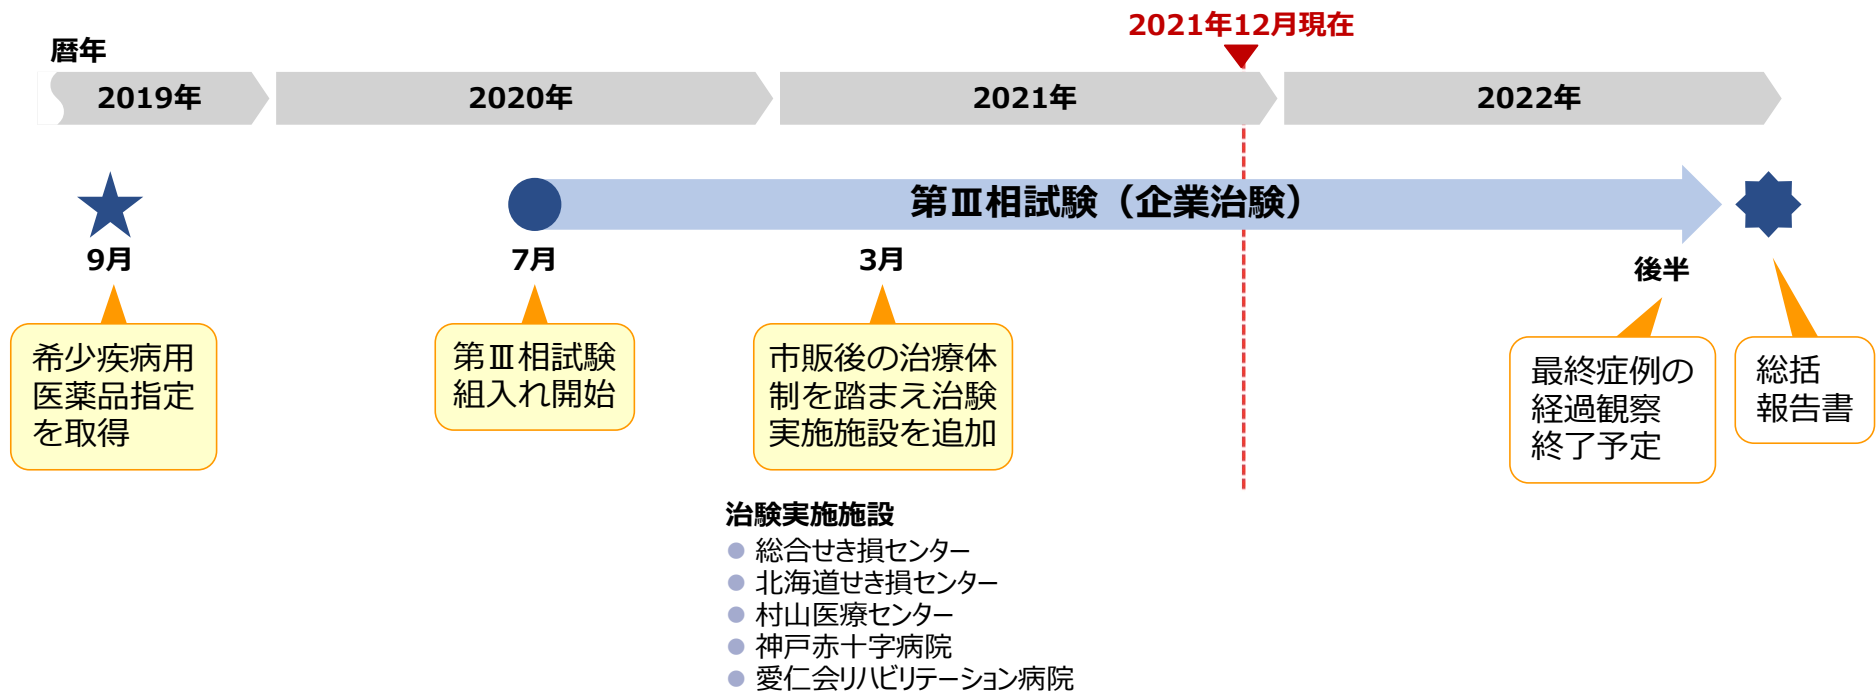 2021年12月現在
暦年
2019年
2020年
2021年
2022年
第Ⅲ相試験（企業治験）
9月
7月
3月
後半
希少疾病用
医薬品指定
を取得
第Ⅲ相試験
組入れ開始
市販後の治療体
制を踏まえ治験
実施施設を追加
最終症例の
経過観察
終了予定
総括
報告書
治験実施施設
● 総合せき損センター
● 北海道せき損センター
● 村山医療センター
● 神戸赤十字病院
● 愛仁会リハビリテーション病院